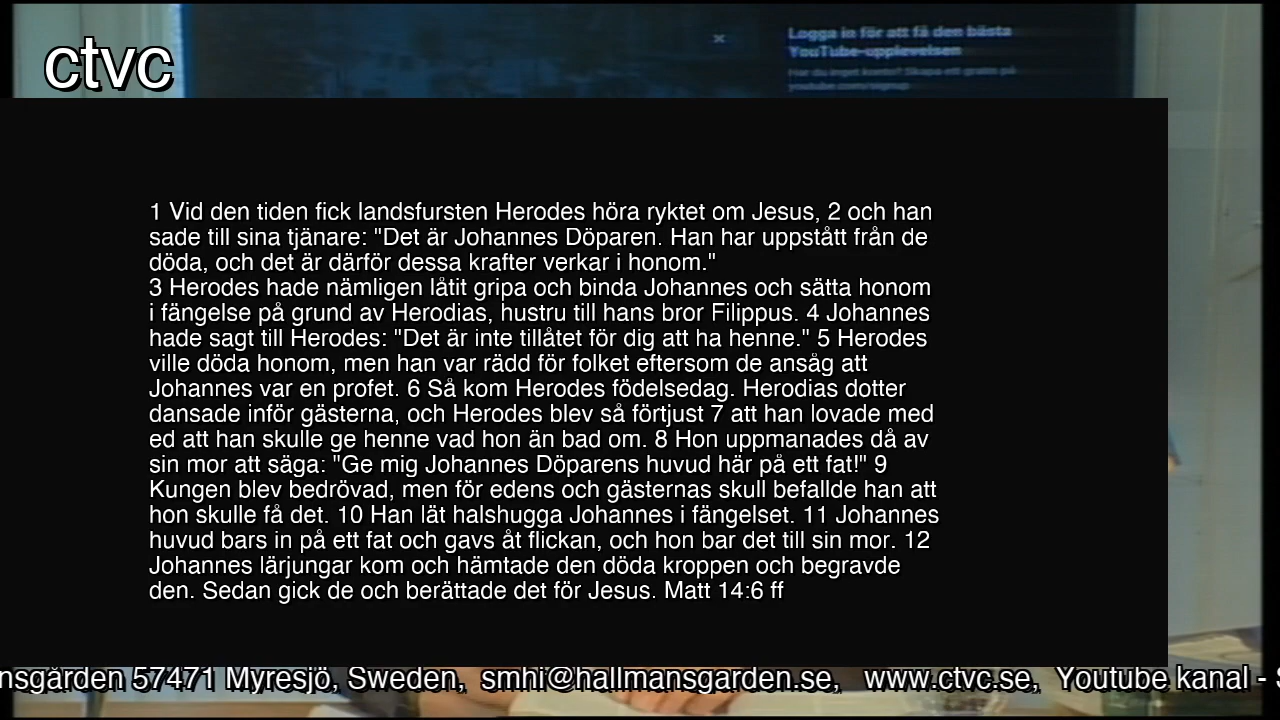 ctvc
Logga in för att få den bästa
YouTube-upplevelsen
Har du inget konto? Skapa ett gratis på
youtube.com/signup
1 Vid den tiden fick landsfursten Herodes höra ryktet om Jesus, 2 och han
sade till sina tjänare: "Det är Johannes Döparen. Han har uppstått från de
döda, och det är därför dessa krafter verkar i honom."
3 Herodes hade nämligen låtit gripa och binda Johannes och sätta honom
i fängelse på grund av Herodias, hustru till hans bror Filippus. 4 Johannes
hade sagt till Herodes: "Det är inte tillåtet för dig att ha henne." 5 Herodes
ville döda honom, men han var rädd för folket eftersom de ansåg att
Johannes var en profet. 6 Så kom Herodes födelsedag. Herodias dotter
dansade inför gästerna, och Herodes blev så förtjust 7 att han lovade med
ed att han skulle ge henne vad hon än bad om. 8 Hon uppmanades då av
sin mor att säga: "Ge mig Johannes Döparens huvud här på ett fat!" 9
Kungen blev bedrövad, men för edens och gästernas skull befallde han att
hon skulle få det. 10 Han lät halshugga Johannes i fängelset. 11 Johannes
huvud bars in på ett fat och gavs åt flickan, och hon bar det till sin mor. 12
Johannes lärjungar kom och hämtade den döda kroppen och begravde
den. Sedan gick de och berättade det för Jesus. Matt 14:6 ff
nsgården 57471 Myresjö, Sweden, smhi@hallmansgarden.se, www.ctvc.se, Youtube kanal -